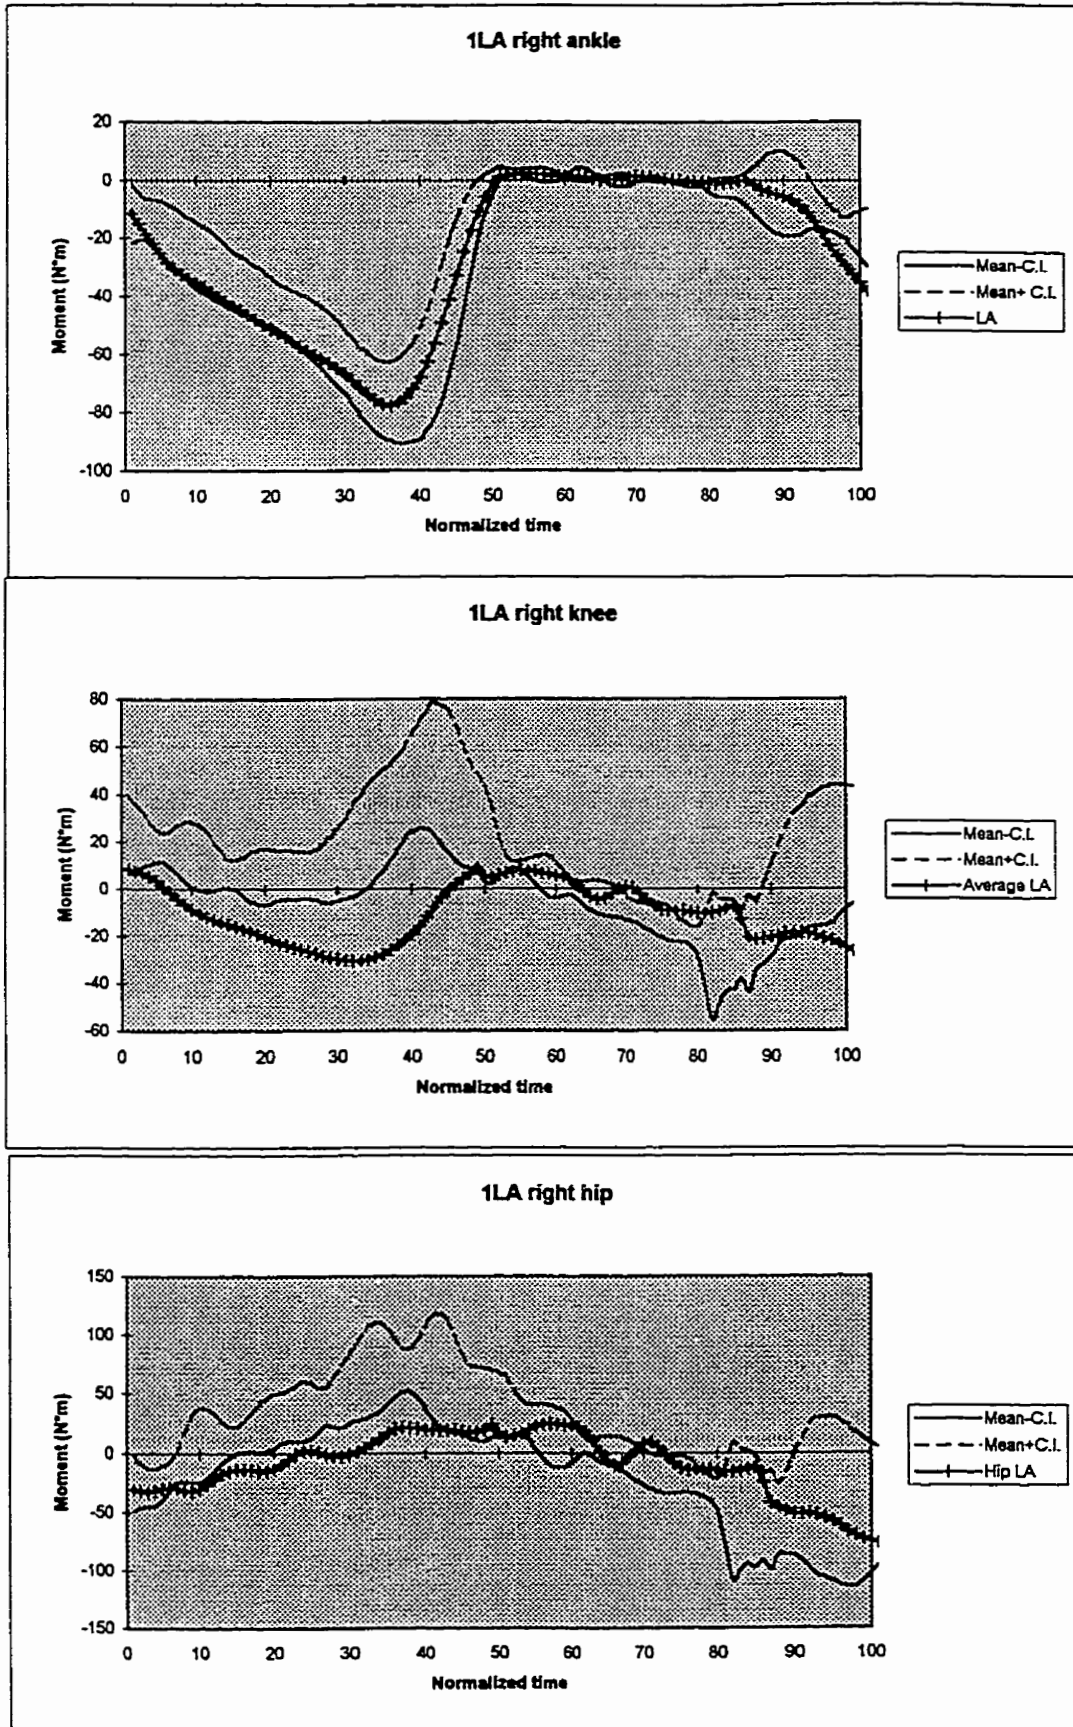 1LA right ankle
20
0
-20
-40
-60
-80
-100
Moment (N*m)
0 10 20 30 40 50 60 70 80 90 100
Normalized time
Mean-C.I.
Mean+ C.I.
LA
1LA right knee
80
60
40
20
0
-20
-40
-60
Moment (N*m)
0 10 20 30 40 50 60 70 80 90 100
Normalized time
Mean-C.I.
Mean+C.I.
Average LA
1LA right hip
150
100
50
0
-50
-100
-150
Moment (N*m)
0 10 20 30 40 50 60 70 80 90 100
Normalized time
Mean-C.I.
Mean+C.I.
Hip LA